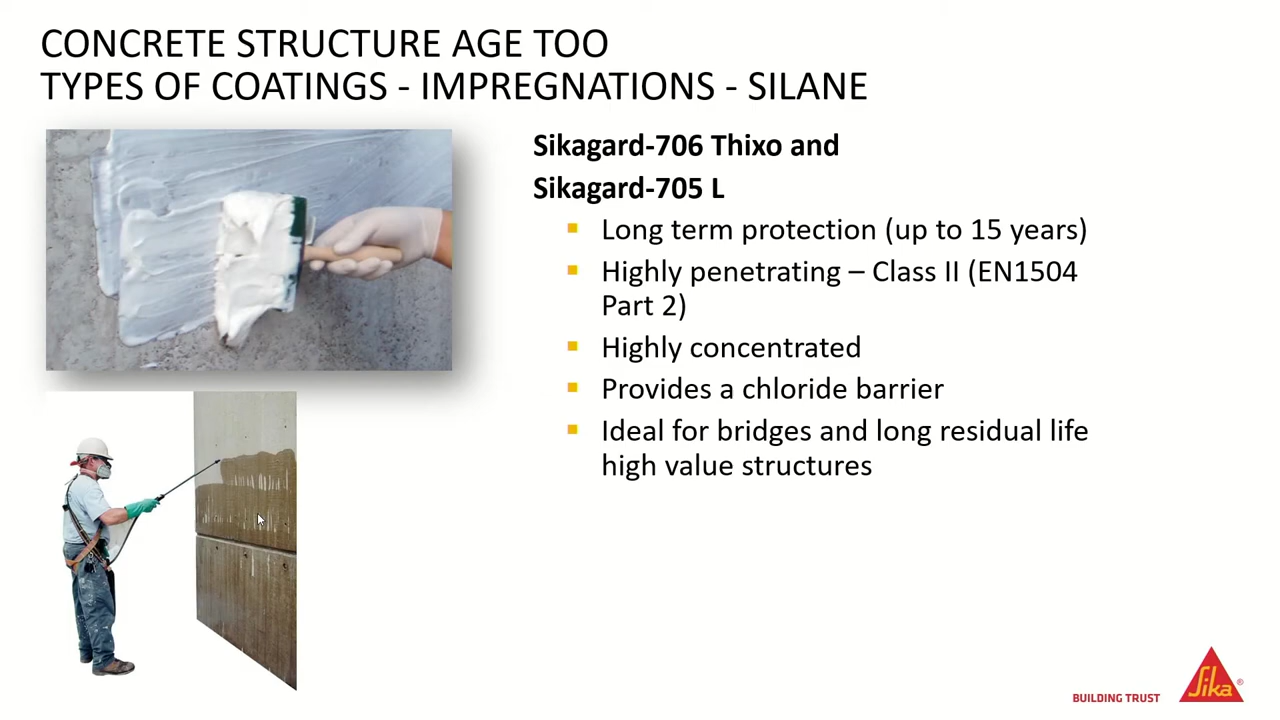 CONCRETE STRUCTURE AGE TOO
TYPES OF COATINGS - IMPREGNATIONS - SILANE
Sikagard-706 Thixo and
Sikagard-705 L
▪ Long term protection (up to 15 years)
▪ Highly penetrating – Class II (EN1504
Part 2)
▪ Highly concentrated
▪ Provides a chloride barrier
▪ Ideal for bridges and long residual life
high value structures
BUILDING TRUST
Sika®